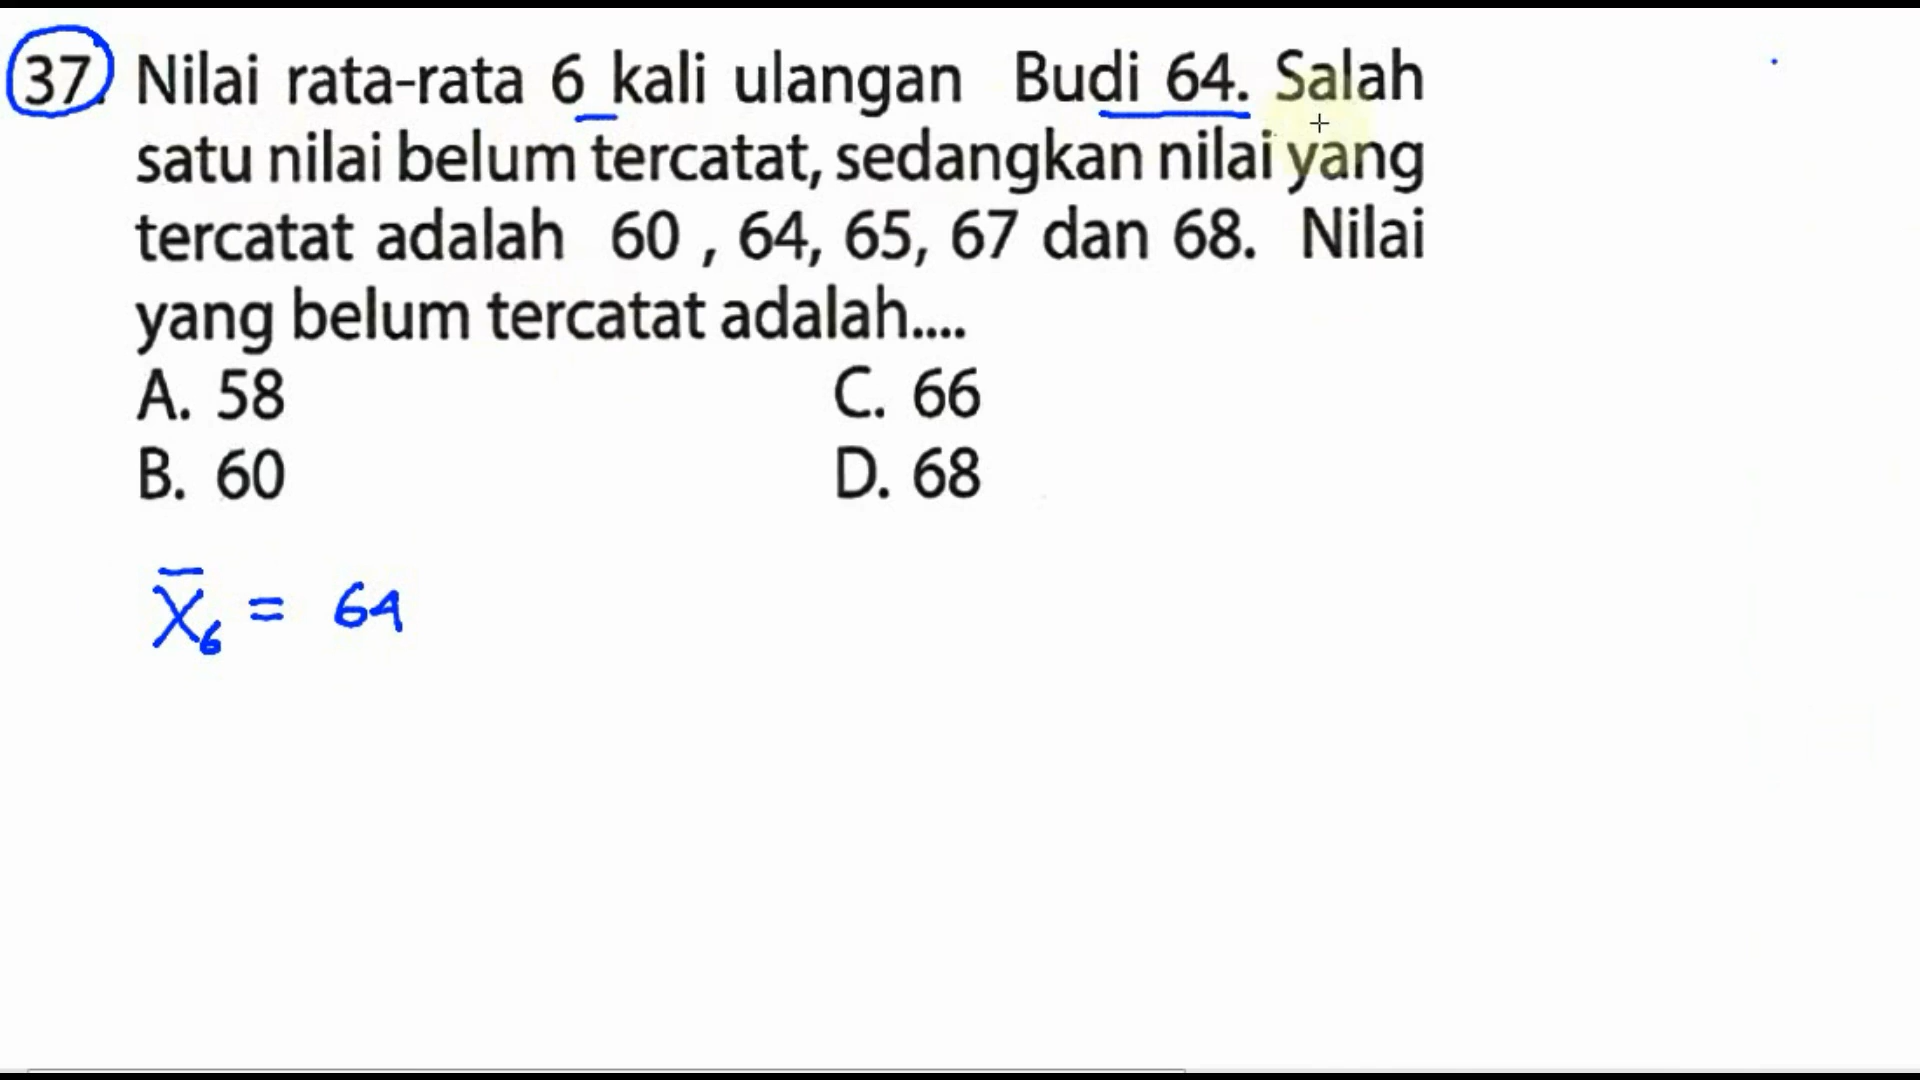 37. Nilai rata-rata 6 kali ulangan Budi 64. Salah
satu nilai belum tercatat, sedangkan nilai yang
tercatat adalah 60 , 64, 65, 67 dan 68. Nilai
yang belum tercatat adalah....
A. 58 C. 66
B. 60 D. 68
X̄₆ = 64